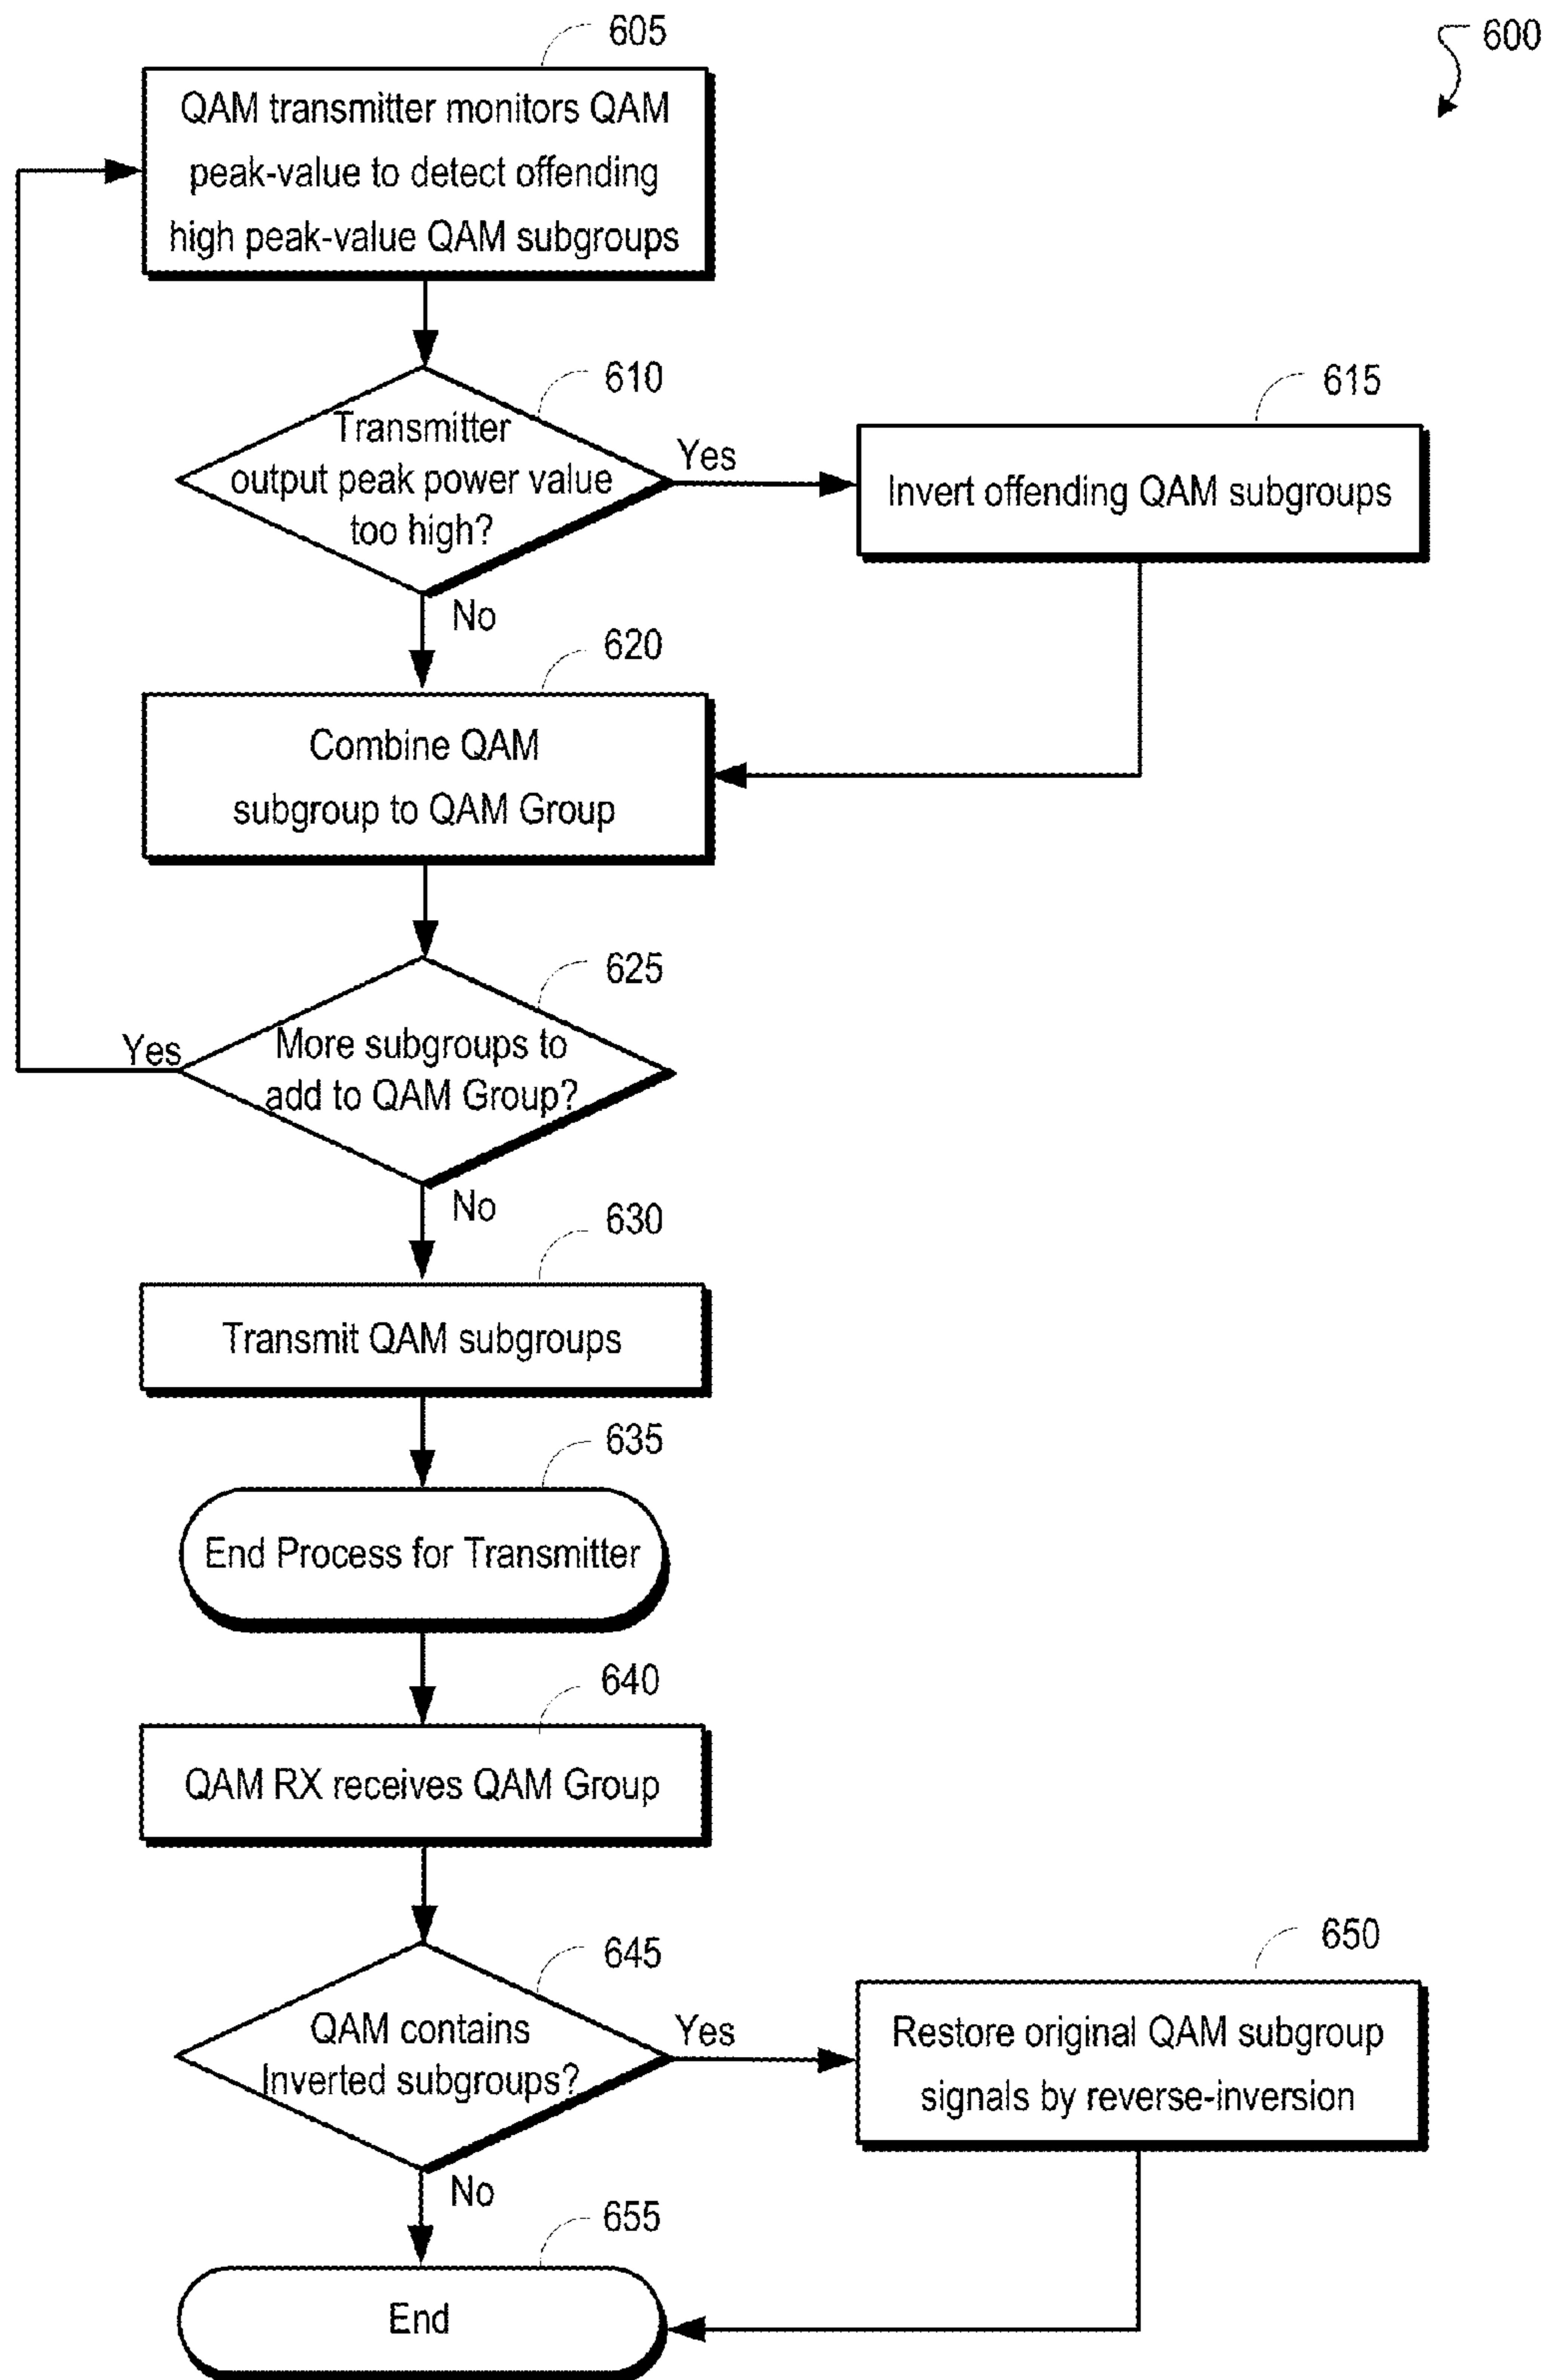 605
600
QAM transmitter monitors QAM
peak-value to detect offending
high peak-value QAM subgroups
610
Transmitter
output peak power value
too high?
Yes
615
Invert offending QAM subgroups
No
620
Combine QAM
subgroup to QAM Group
625
More subgroups to
add to QAM Group?
Yes
No
630
Transmit QAM subgroups
635
End Process for Transmitter
640
QAM RX receives QAM Group
645
QAM contains
Inverted subgroups?
Yes
650
Restore original QAM subgroup
signals by reverse-inversion
No
655
End